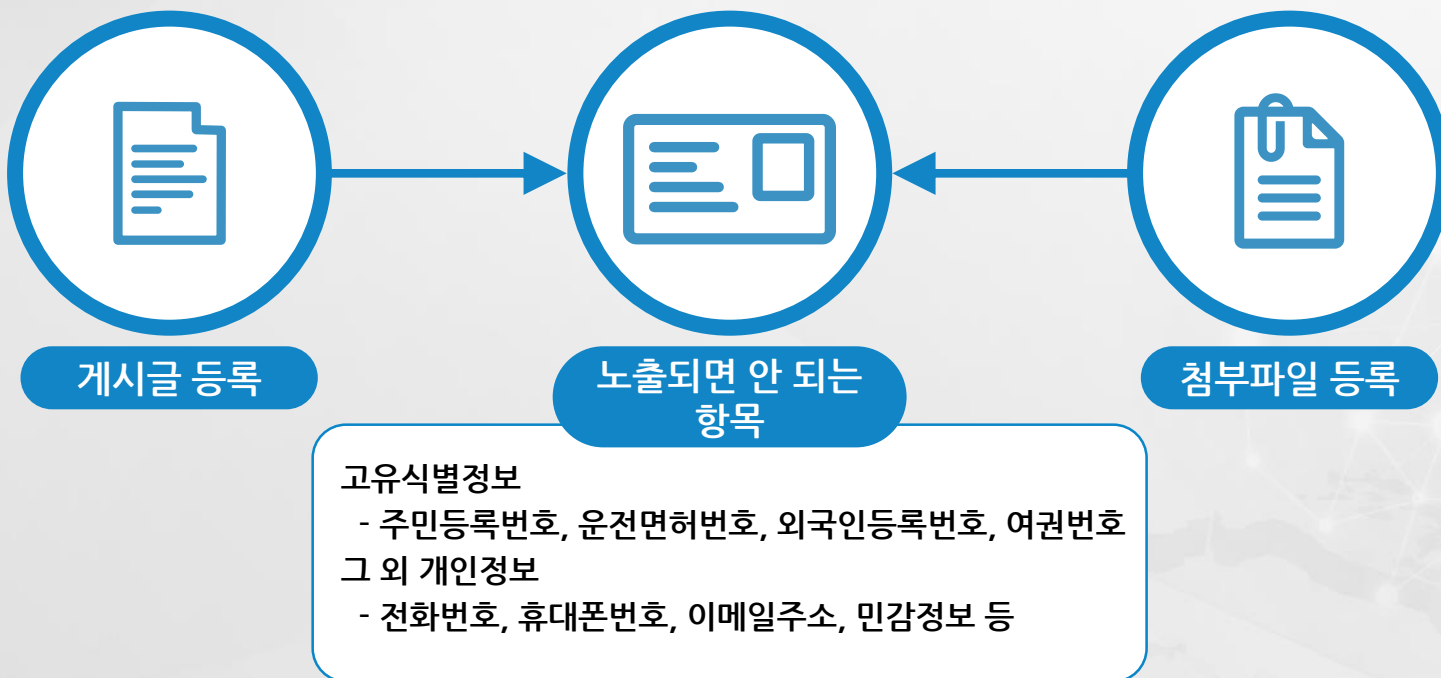 게시글 등록
노출되면 안 되는
항목
첨부파일 등록
고유식별정보
- 주민등록번호, 운전면허번호, 외국인등록번호, 여권번호
그 외 개인정보
- 전화번호, 휴대폰번호, 이메일주소, 민감정보 등